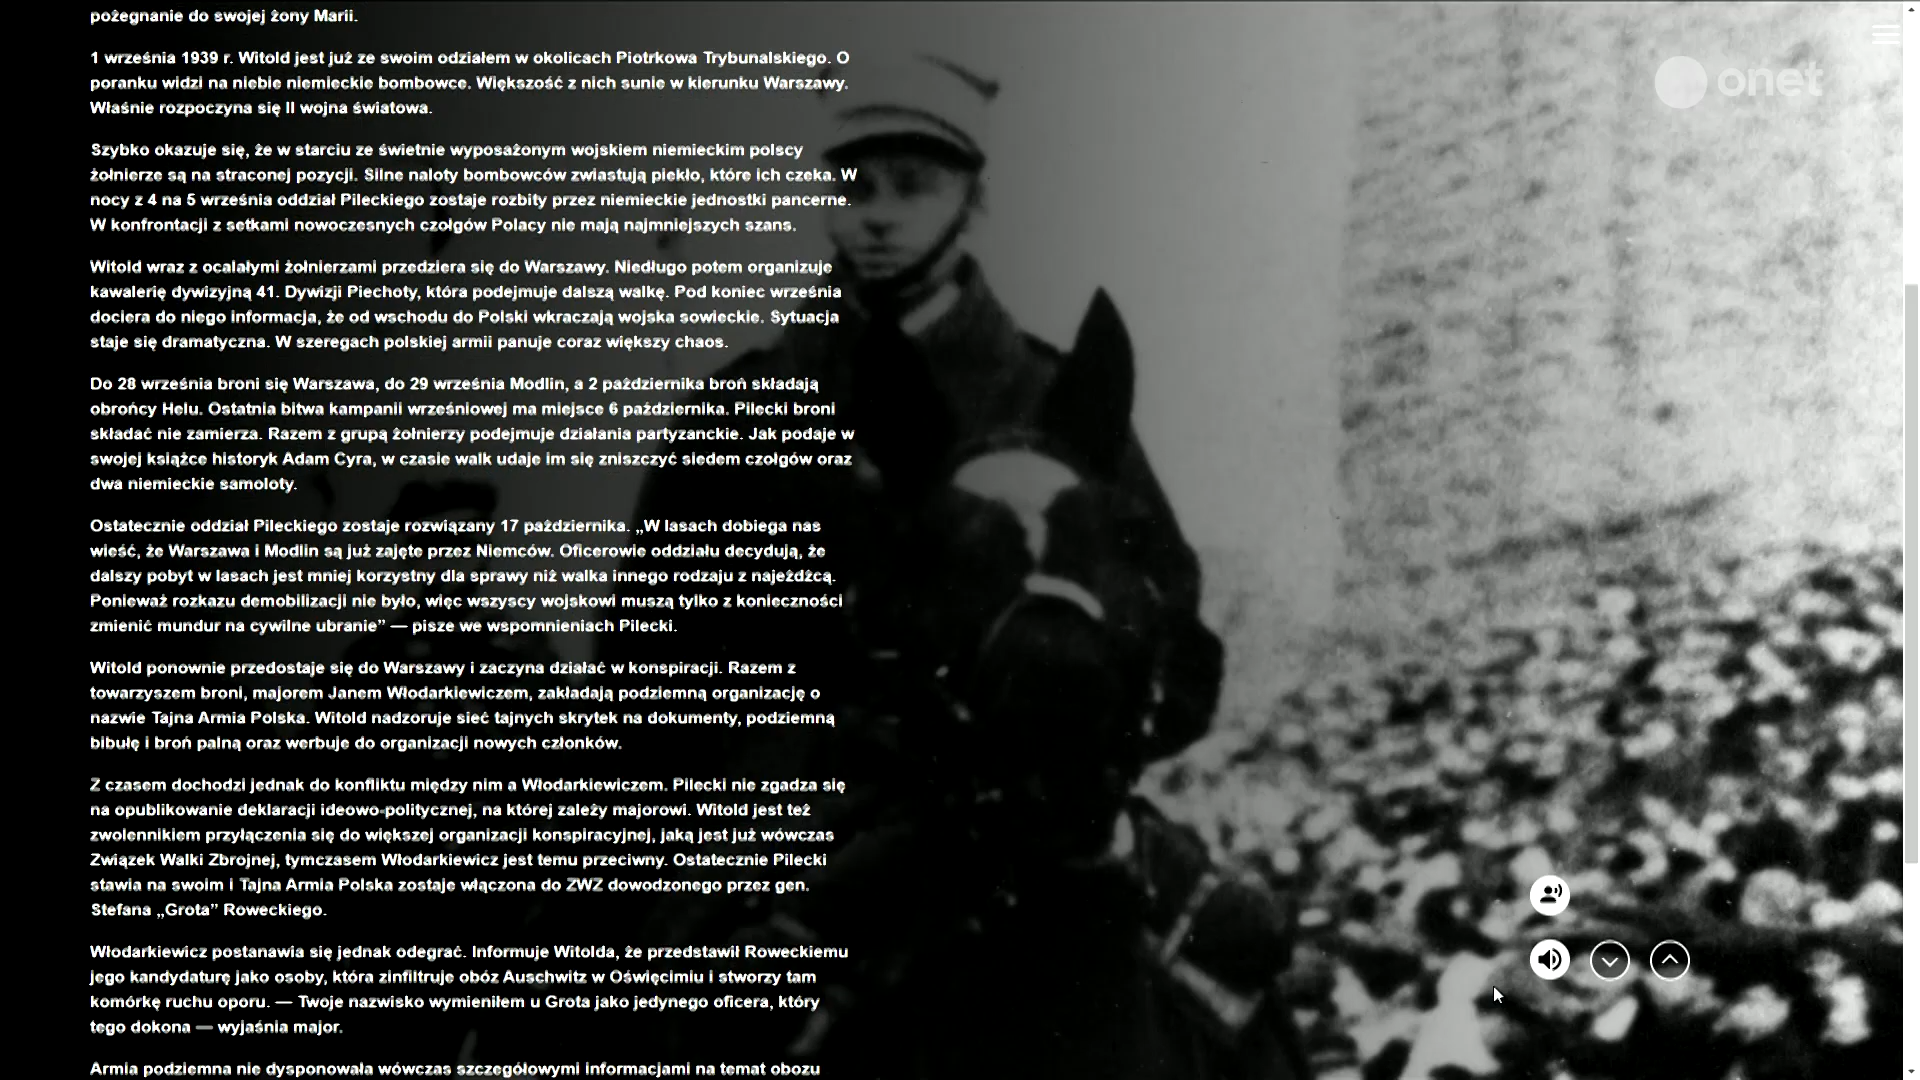 pożegnanie do swojej żony Marii.
1 września 1939 r. Witold jest już ze swoim odziałem w okolicach Piotrkowa Trybunalskiego. O
poranku widzi na niebie niemieckie bombowce. Większość z nich sunie w kierunku Warszawy.
Właśnie rozpoczyna się II wojna światowa.
Szybko okazuje się, że w starciu ze świetnie wyposażonym wojskiem niemieckim polscy
żołnierze są na straconej pozycji. Silne naloty bombowców zwiastują piekło, które ich czeka. W
nocy z 4 na 5 września oddział Pileckiego zostaje rozbity przez niemieckie jednostki pancerne.
W konfrontacji z setkami nowoczesnych czołgów Polacy nie mają najmniejszych szans.
Witold wraz z ocalałymi żołnierzami przedziera się do Warszawy. Niedługo potem organizuje
kawalerię dywizyjną 41. Dywizji Piechoty, która podejmuje dalszą walkę. Pod koniec września
dociera do niego informacja, że od wschodu do Polski wkraczają wojska sowieckie. Sytuacja
staje się dramatyczna. W szeregach polskiej armii panuje coraz większy chaos.
Do 28 września broni się Warszawa, do 29 września Modlin, a 2 października broń składają
obrońcy Helu. Ostatnia bitwa kampanii wrześniowej ma miejsce 6 października. Pilecki broni
składać nie zamierza. Razem z grupą żołnierzy podejmuje działania partyzanckie. Jak podaje w
swojej książce historyk Adam Cyra, w czasie walk udaje im się zniszczyć siedem czołgów oraz
dwa niemieckie samoloty.
Ostatecznie oddział Pileckiego zostaje rozwiązany 17 października. „W lasach dobiega nas
wieść, że Warszawa i Modlin są już zajęte przez Niemców. Oficerowie oddziału decydują, że
dalszy pobyt w lasach jest mniej korzystny dla sprawy niż walka innego rodzaju z najeźdźcą.
Ponieważ rozkazu demobilizacji nie było, więc wszyscy wojskowi muszą tylko z konieczności
zmienić mundur na cywilne ubranie” — pisze we wspomnieniach Pilecki.
Witold ponownie przedostaje się do Warszawy i zaczyna działać w konspiracji. Razem z
towarzyszem broni, majorem Janem Włodarkiewiczem, zakładają podziemną organizację o
nazwie Tajna Armia Polska. Witold nadzoruje sieć tajnych skrytek na dokumenty, podziemną
bibułę i broń palną oraz werbuje do organizacji nowych członków.
Z czasem dochodzi jednak do konfliktu między nim a Włodarkiewiczem. Pilecki nie zgadza się
na opublikowanie deklaracji ideowo-politycznej, na której zależy majorowi. Witold jest też
zwolennikiem przyłączenia się do większej organizacji konspiracyjnej, jaką jest już wówczas
Związek Walki Zbrojnej, tymczasem Włodarkiewicz jest temu przeciwny. Ostatecznie Pilecki
stawia na swoim i Tajna Armia Polska zostaje włączona do ZWZ dowodzonego przez gen.
Stefana „Grota” Roweckiego.
Włodarkiewicz postanawia się jednak odegrać. Informuje Witolda, że przedstawił Roweckiemu
jego kandydaturę jako osoby, która zinfiltruje obóz Auschwitz w Oświęcimiu i stworzy tam
komórkę ruchu oporu. — Twoje nazwisko wymieniłem u Grota jako jedynego oficera, który
tego dokona — wyjaśnia major.
Armia podziemna nie dysponowała wówczas szczegółowymi informacjami na temat obozu
onet